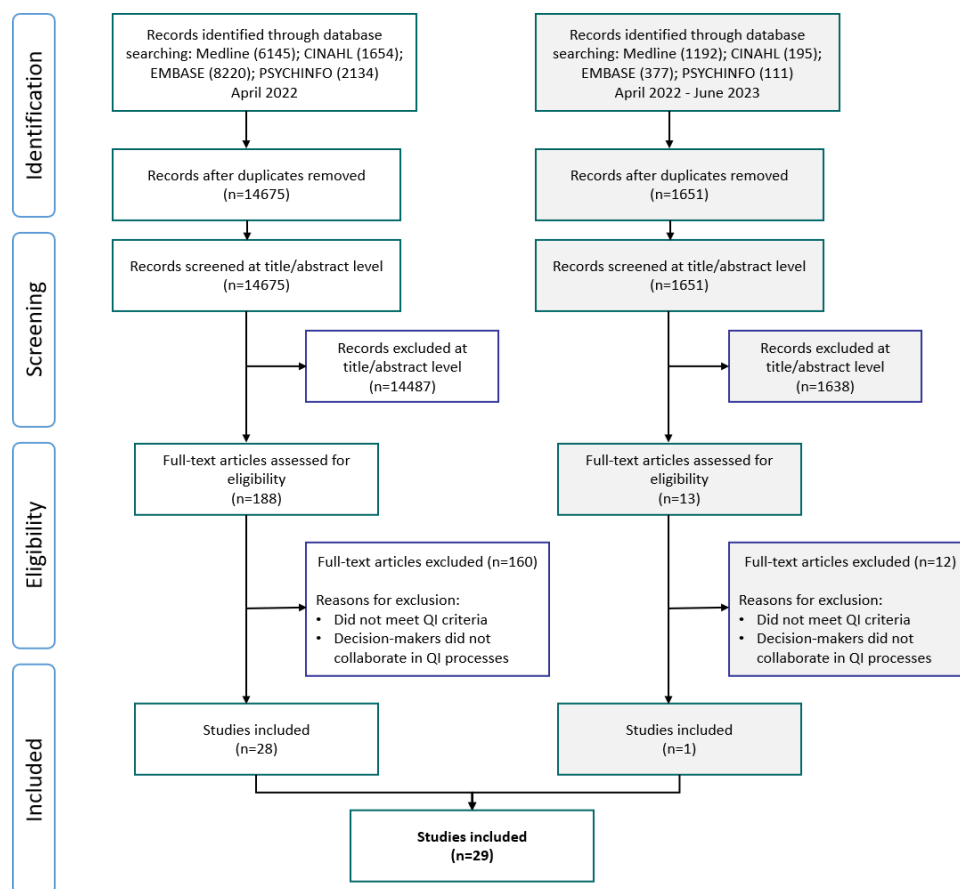 Identification
Records identified through database
searching: Medline (6145); CINAHL (1654);
EMBASE (8220); PSYCHINFO (2134)
April 2022
Records identified through database
searching: Medline (1192); CINAHL (195);
EMBASE (377); PSYCHINFO (111)
April 2022 - June 2023
Records after duplicates removed
(n=14675)
Records after duplicates removed
(n=1651)
Screening
Records screened at title/abstract level
(n=14675)
Records screened at title/abstract level
(n=1651)
Records excluded at
title/abstract level
(n=14487)
Records excluded at
title/abstract level
(n=1638)
Eligibility
Full-text articles assessed for
eligibility
(n=188)
Full-text articles assessed for
eligibility
(n=13)
Full-text articles excluded (n=160)
Reasons for exclusion:
• Did not meet QI criteria
• Decision-makers did not
collaborate in QI processes
Full-text articles excluded (n=12)
Reasons for exclusion:
• Did not meet QI criteria
• Decision-makers did not
collaborate in QI processes
Included
Studies included
(n=28)
Studies included
(n=1)
Studies included
(n=29)